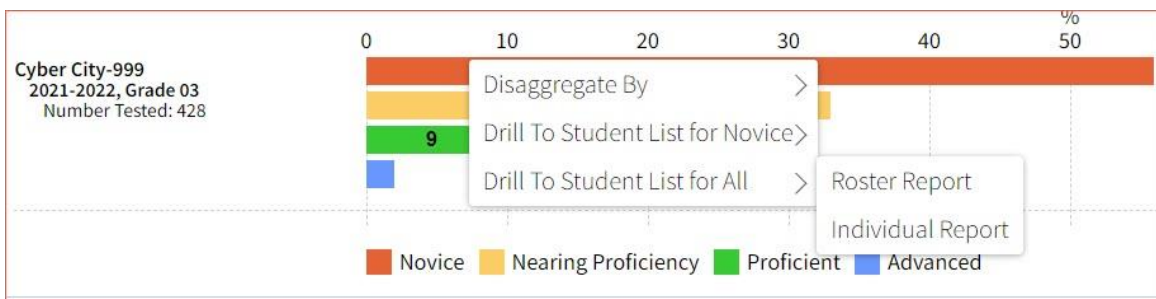 %
0 10 20 30 40 50
Cyber City-999
2021-2022, Grade 03
Number Tested: 428
9
Disaggregate By >
Drill To Student List for Novice >
Drill To Student List for All >
Roster Report
Individual Report
Novice Nearing Proficiency Proficient Advanced